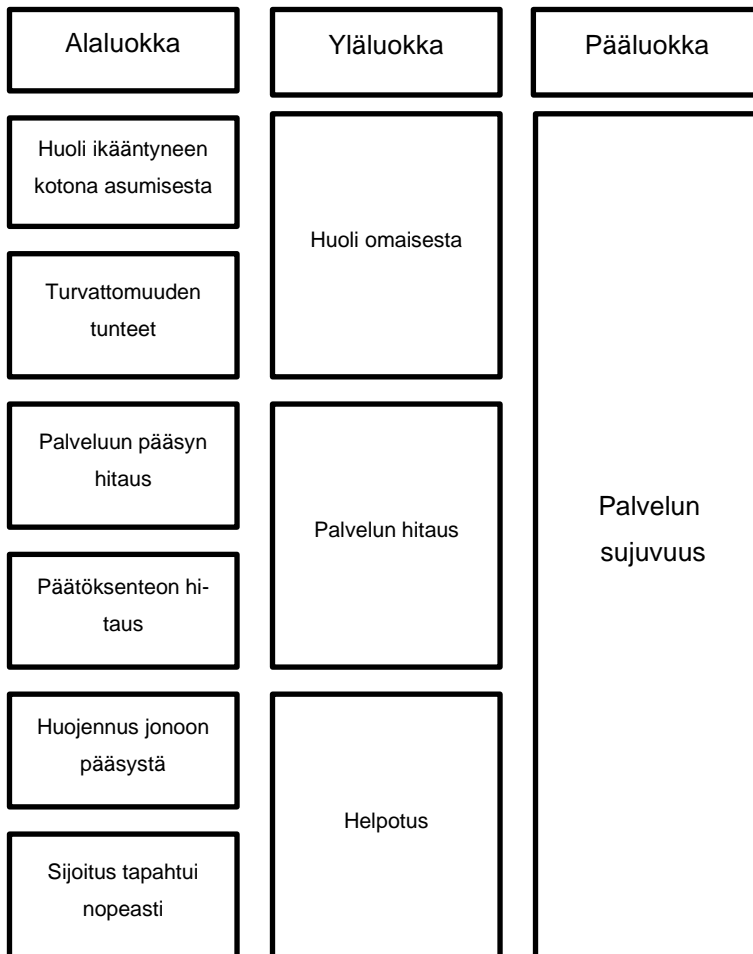 Alaluokka
Yläluokka
Pääluokka
Huoli ikääntyneen
kotona asumisesta
Turvattomuuden
tunteet
Huoli omaisesta
Palveluun pääsyn
hitaus
Päätöksenteon hi-
taus
Palvelun hitaus
Huojennus jonoon
pääsystä
Sijoitus tapahtui
nopeasti
Helpotus
Palvelun
sujuvuus